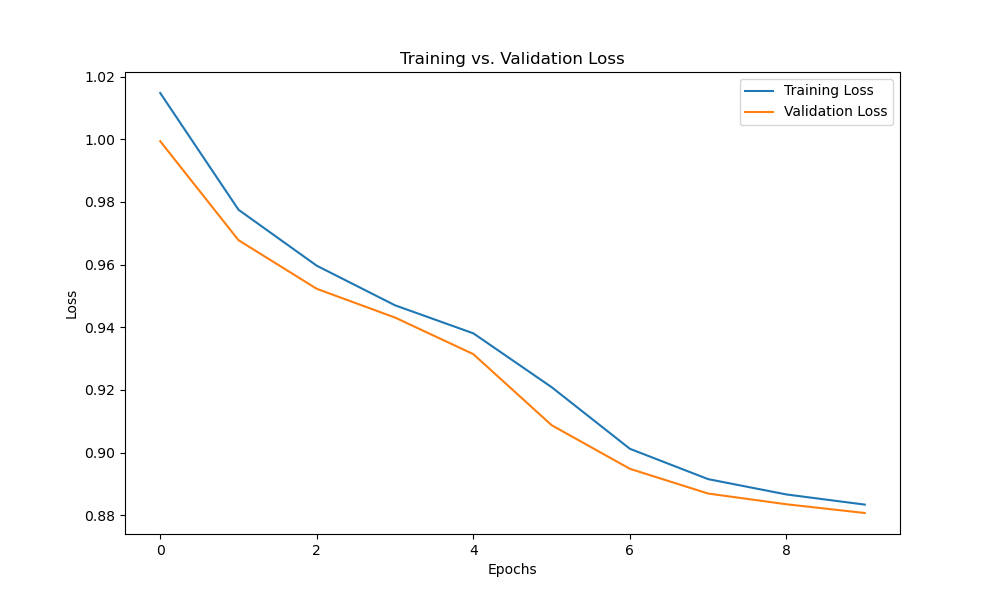 Training vs. Validation Loss
Training Loss
Validation Loss
1.02
1.00
0.98
0.96
0.94
0.92
0.90
0.88
Loss
0 2 4 6 8
Epochs